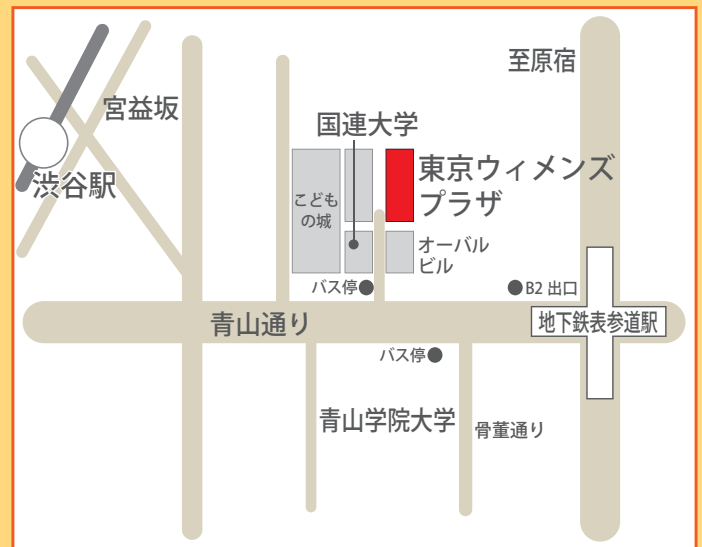 至原宿
宮益坂
国連大学
東京ウィメンズ
プラザ
渋谷駅
こども
の城
オーバル
ビル
バス停
B2 出口
青山通り
地下鉄表参道駅
バス停
青山学院大学
骨董通り